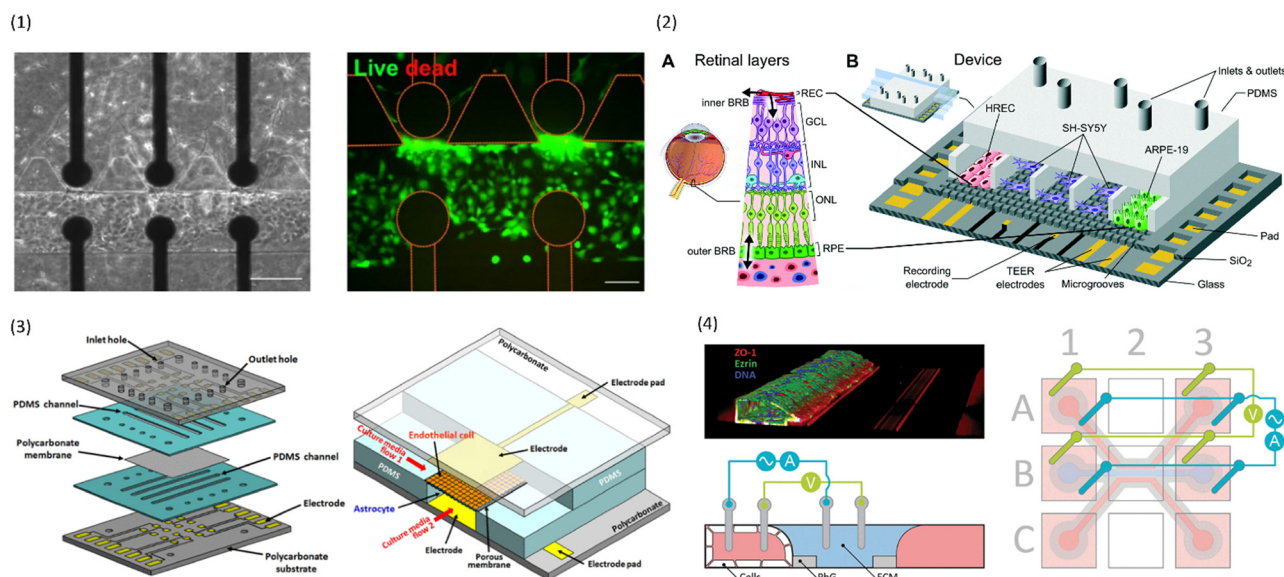 (1)
Live dead
(2)
A
Retinal layers
inner BRB
REC
GCL
INL
ONL
RPE
outer BRB
B
Device
HREC
SH-SY5Y
ARPE-19
Inlets & outlets
PDMS
Pad
SiO2
Glass
Microgrooves
TEER
electrodes
Recording
electrode
(3)
Inlet hole
Outlet hole
PDMS channel
Polycarbonate
membrane
PDMS channel
Electrode
Polycarbonate
substrate
Polycarbonate
Electrode pad
Endothelial cell
Culture media
flow 1
Electrode
PDMS
PDMS
Astrocyte
Polycarbonate
Culture media
flow 2
Electrode
Porous
membrane
Electrode pad
(4)
ZO-1
Ezrin
DNA
A
V
Cells
PhG
ECM
1 2 3
A
B
C
V
A